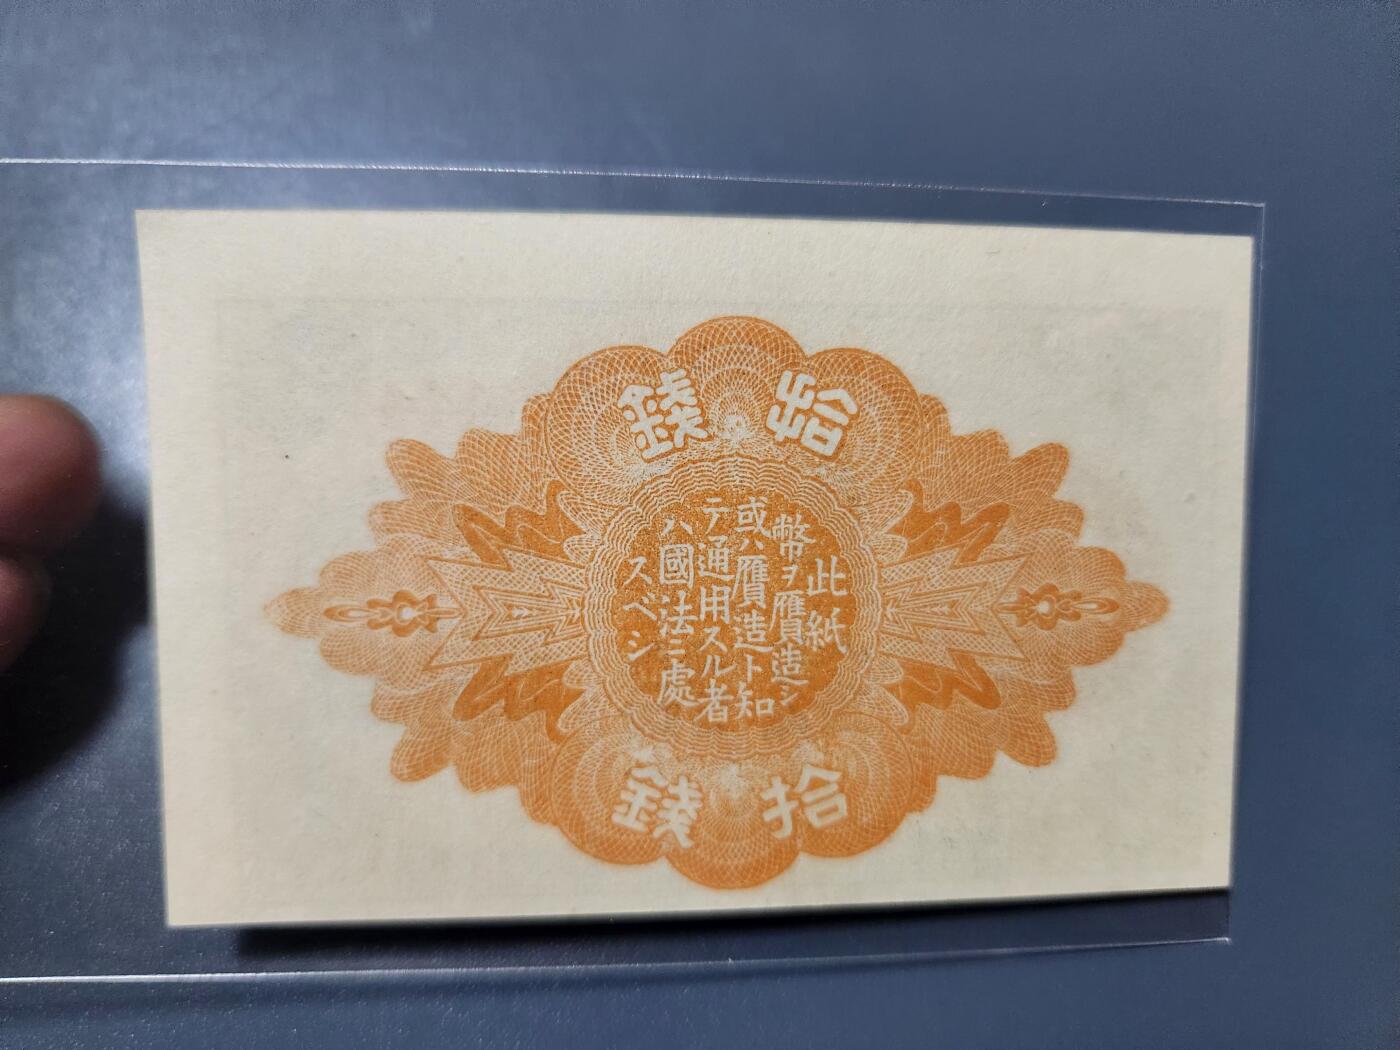 拾錢
此紙
幣ヲ贋造シ
或ハ贋造ト知
テ通用スル者
ハ國法ニ處
スベシ
拾錢